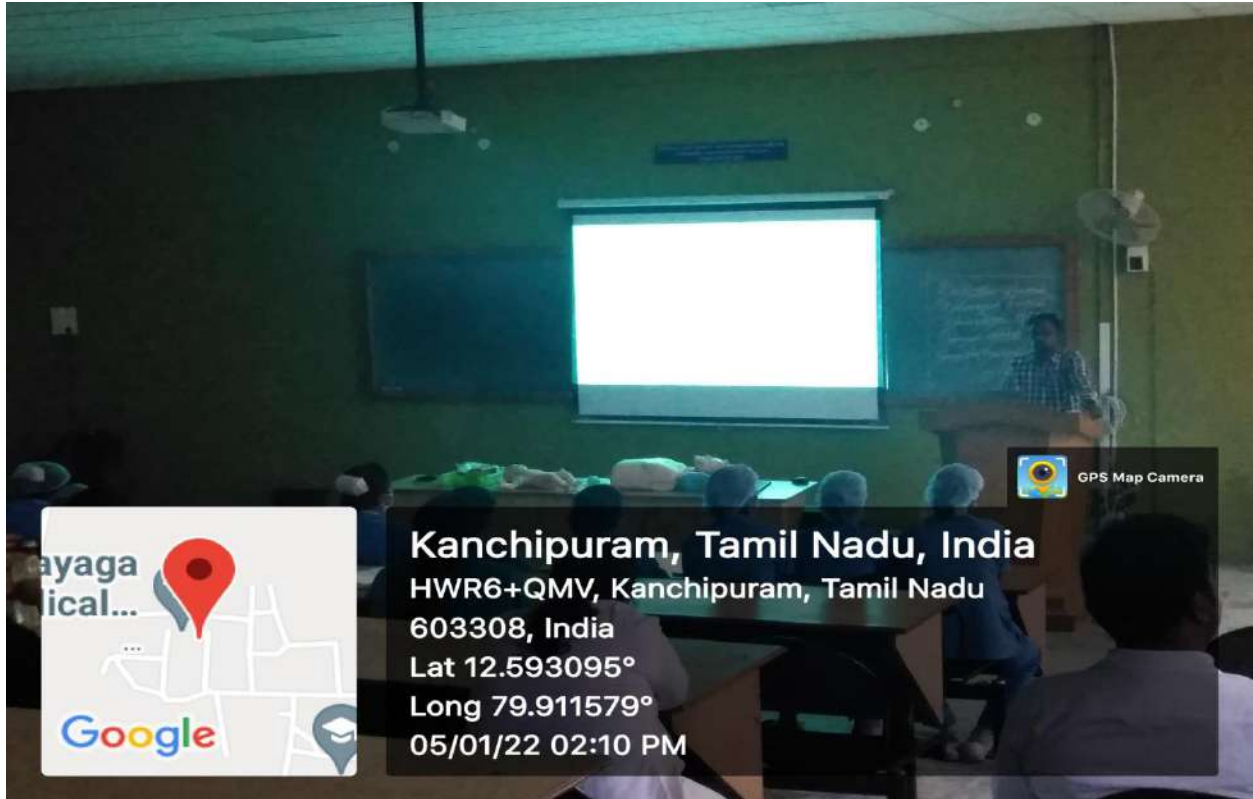 GPS Map Camera
ayaga
lical...
Google
Kanchipuram, Tamil Nadu, India
HWR6+QMV, Kanchipuram, Tamil Nadu
603308, India
Lat 12.593095°
Long 79.911579°
05/01/22 02:10 PM